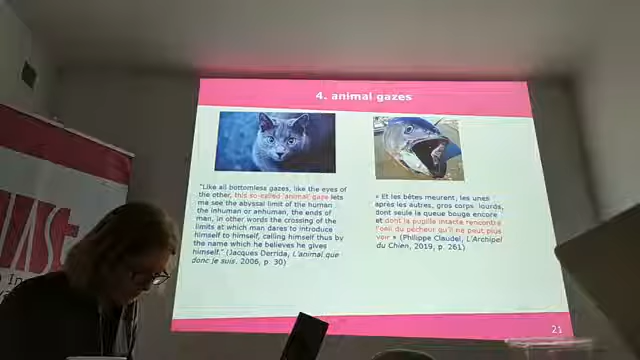 4. animal gazes
"Like all bottomless gazes, like the eyes of
the other, this so-called 'animal' gaze lets
me see the abyssal limit of the human:
the inhuman or anhuman, the ends of
man, in other words the crossing of the
limits at which man dares to introduce
himself to himself, calling himself thus by
the name which he believes he gives
himself." (Jacques Derrida, L'animal que
donc je suis. 2006, p. 30)
« Et les bêtes meurent, les unes
après les autres, gros corps lourds,
dont seule la queue bouge encore
et dont la pupille intacte rencontre
l'œil du pêcheur qu'il ne peut plus
voir » (Philippe Claudel, L'Archipel
du Chien, 2019, p. 261)
21